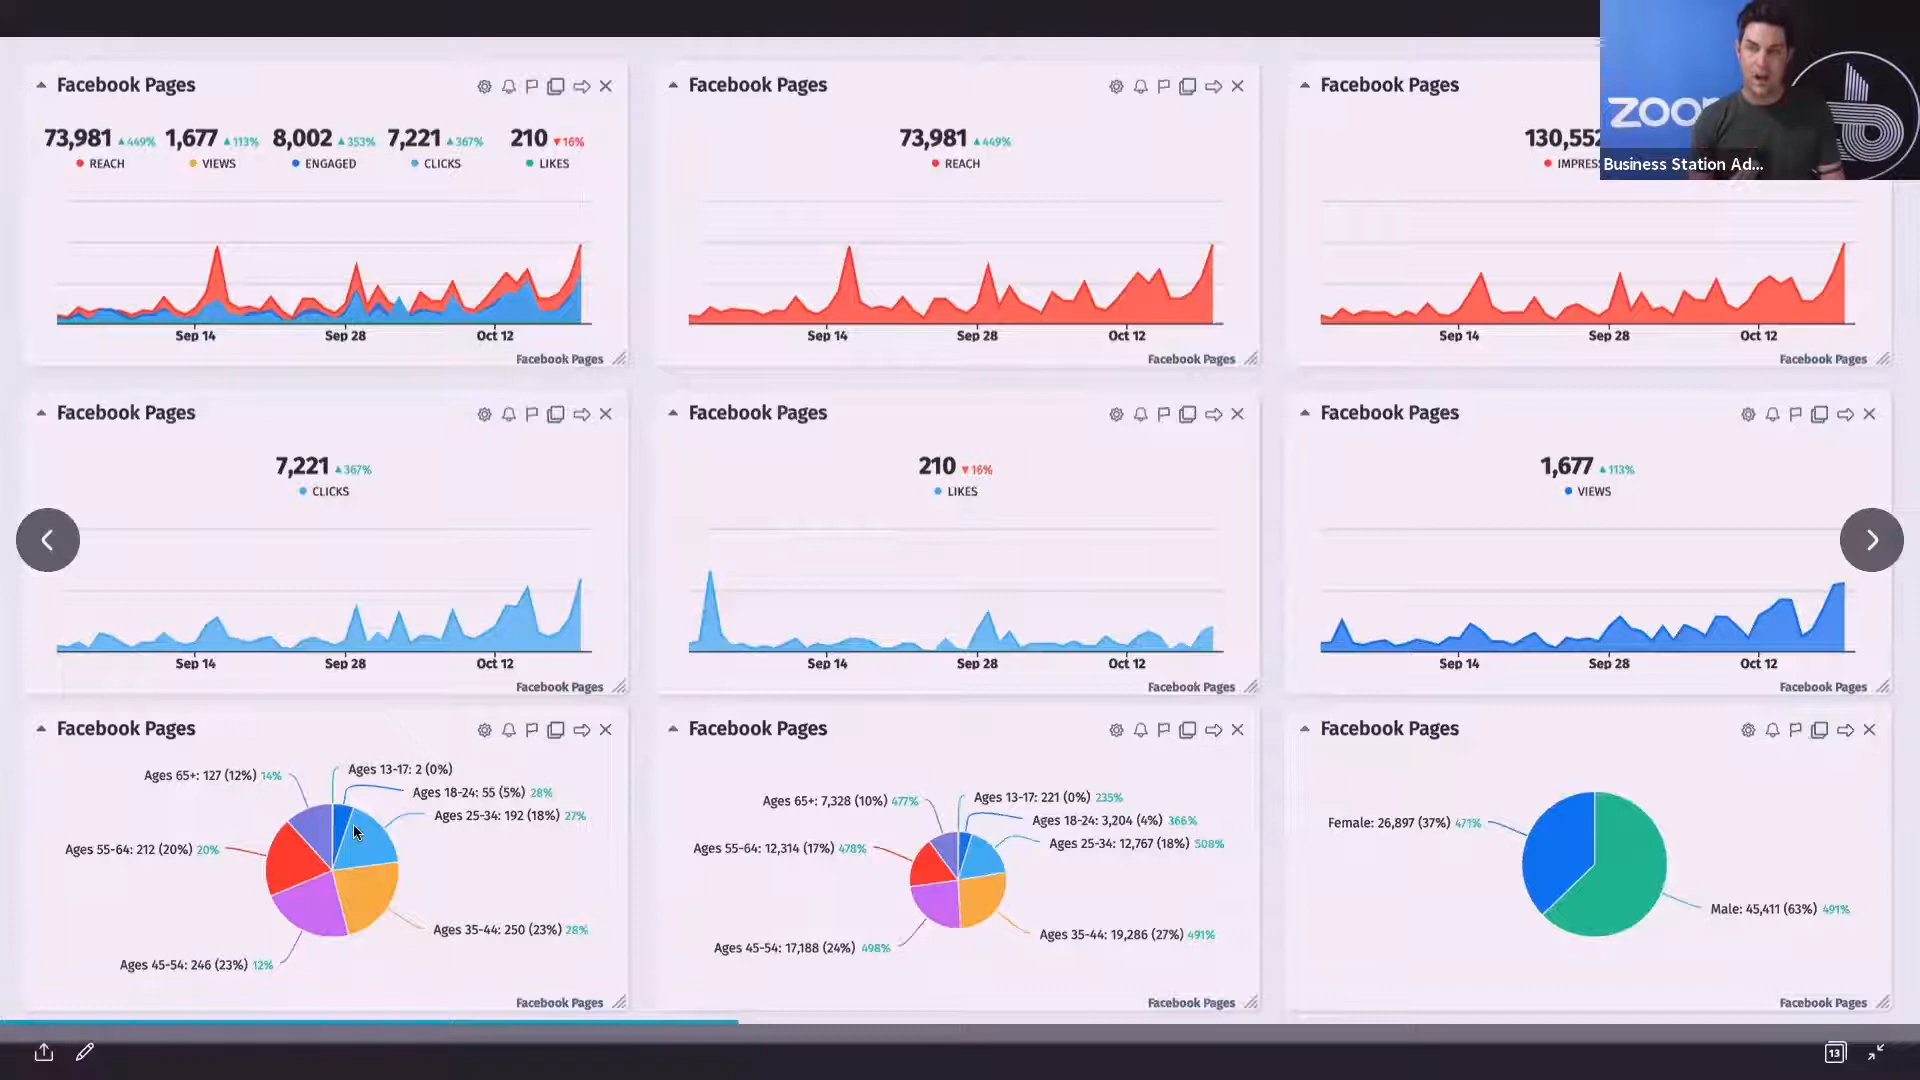 Facebook Pages
73,981 ▲449% 1,677 ▲113% 8,002 ▲353% 7,221 ▲367% 210 ▼16%
REACH VIEWS ENGAGED CLICKS LIKES
Sep 14 Sep 28 Oct 12
Facebook Pages
Facebook Pages
73,981 ▲449%
REACH
Sep 14 Sep 28 Oct 12
Facebook Pages
Facebook Pages
130,552
IMPRES
Sep 14 Sep 28 Oct 12
Facebook Pages
zoo
Business Station Ad...
Facebook Pages
7,221 ▲367%
CLICKS
Sep 14 Sep 28 Oct 12
Facebook Pages
Facebook Pages
210 ▼16%
LIKES
Sep 14 Sep 28 Oct 12
Facebook Pages
Facebook Pages
1,677 ▲113%
VIEWS
Sep 14 Sep 28 Oct 12
Facebook Pages
Facebook Pages
Ages 13-17: 2 (0%)
Ages 65+: 127 (12%) 14%
Ages 18-24: 55 (5%) 28%
Ages 25-34: 192 (18%) 27%
Ages 55-64: 212 (20%) 20%
Ages 35-44: 250 (23%) 28%
Ages 45-54: 246 (23%) 12%
Facebook Pages
Facebook Pages
Ages 13-17: 221 (0%) 235%
Ages 65+: 7,328 (10%) 477%
Ages 18-24: 3,204 (4%) 366%
Ages 25-34: 12,767 (18%) 508%
Ages 55-64: 12,314 (17%) 478%
Ages 35-44: 19,286 (27%) 491%
Ages 45-54: 17,188 (24%) 498%
Facebook Pages
Facebook Pages
Female: 26,897 (37%) 471%
Male: 45,411 (63%) 491%
Facebook Pages
13